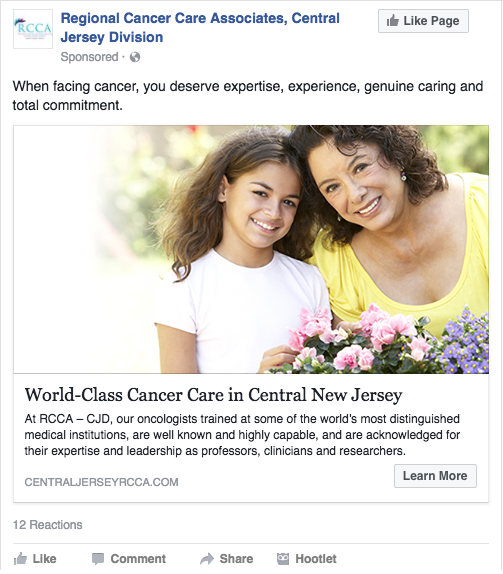 RCCA
Regional Cancer Care Associates, Central
Jersey Division
Like Page
Sponsored ·
When facing cancer, you deserve expertise, experience, genuine caring and
total commitment.
World-Class Cancer Care in Central New Jersey
At RCCA – CJD, our oncologists trained at some of the world's most distinguished
medical institutions, are well known and highly capable, and are acknowledged for
their expertise and leadership as professors, clinicians and researchers.
CENTRALJERSEYRCCA.COM
Learn More
12 Reactions
Like Comment Share Hootlet